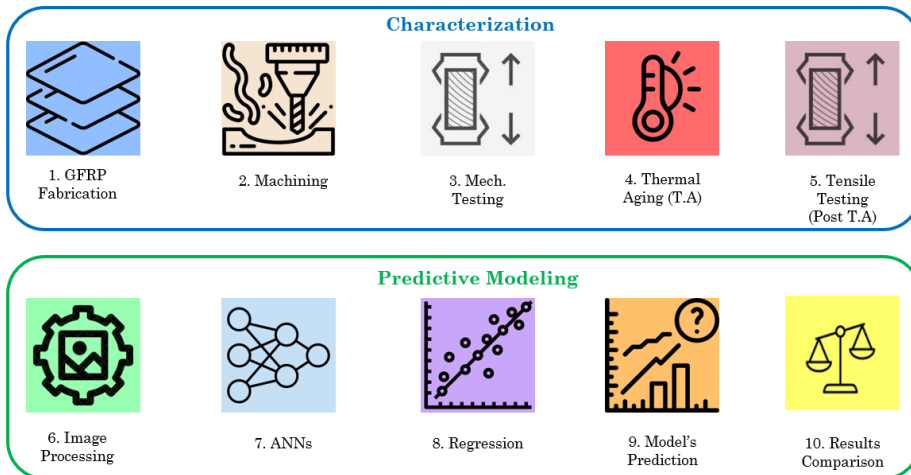 Characterization
1. GFRP
Fabrication
2. Machining
3. Mech.
Testing
4. Thermal
Aging (T.A)
5. Tensile
Testing
(Post T.A)
Predictive Modeling
?
6. Image
Processing
7. ANNs
8. Regression
9. Model's
Prediction
10. Results
Comparison